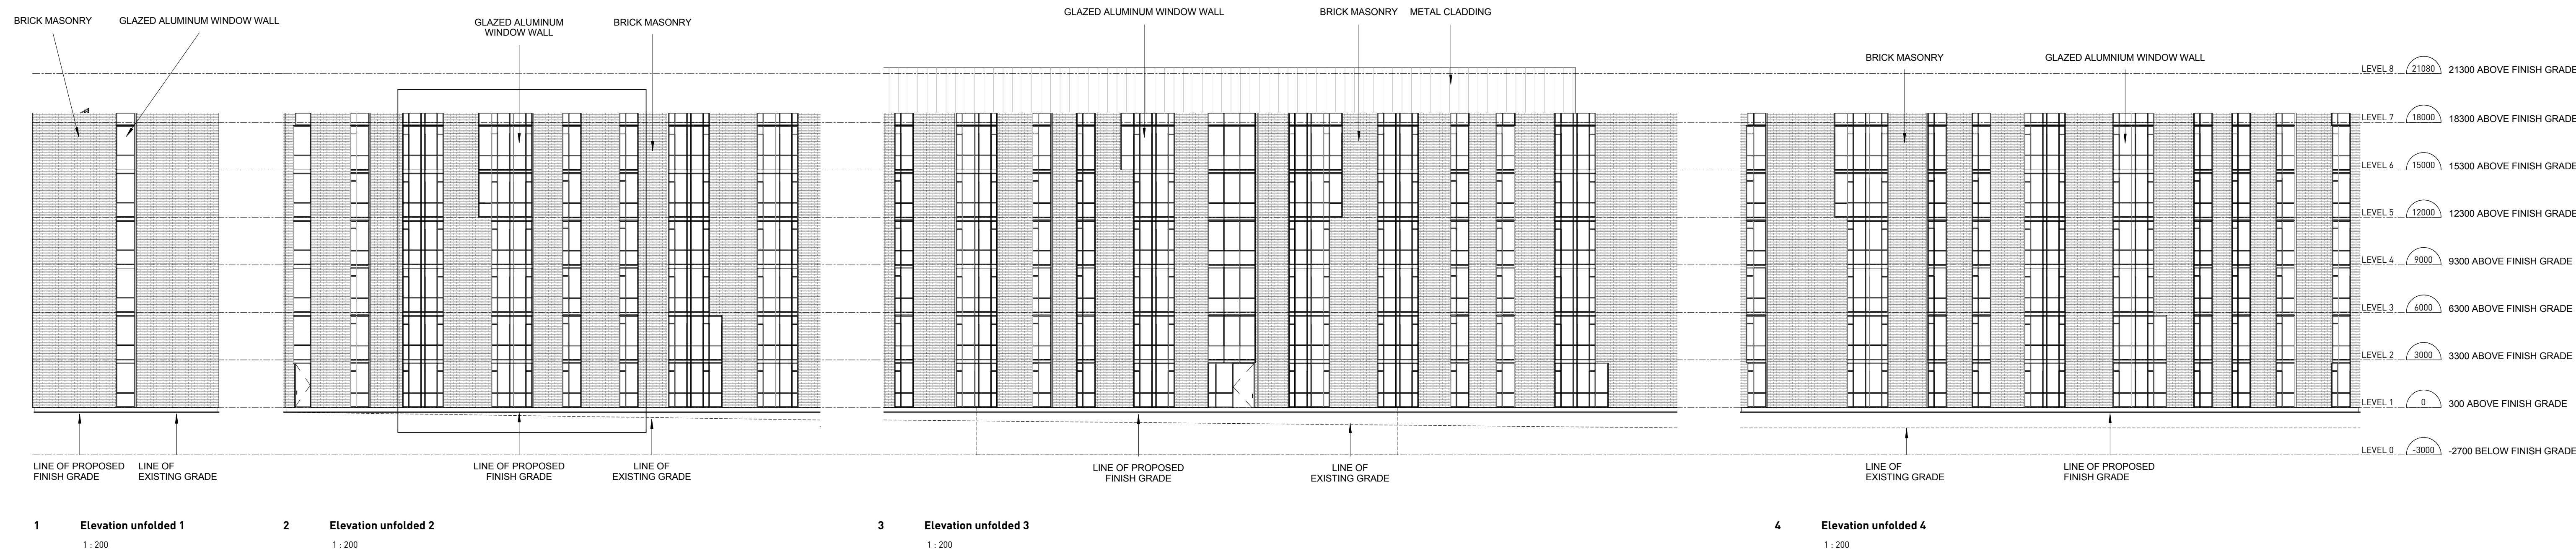 BRICK MASONRY
GLAZED ALUMINUM WINDOW WALL
GLAZED ALUMINUM
WINDOW WALL
BRICK MASONRY
GLAZED ALUMINUM WINDOW WALL
BRICK MASONRY
METAL CLADDING
BRICK MASONRY
GLAZED ALUMNIUM WINDOW WALL
LEVEL 8 21080 21300 ABOVE FINISH GRADE
LEVEL 7 18000 18300 ABOVE FINISH GRADE
LEVEL 6 15000 15300 ABOVE FINISH GRADE
LEVEL 5 12000 12300 ABOVE FINISH GRADE
LEVEL 4 9000 9300 ABOVE FINISH GRADE
LEVEL 3 6000 6300 ABOVE FINISH GRADE
LEVEL 2 3000 3300 ABOVE FINISH GRADE
LEVEL 1 0 300 ABOVE FINISH GRADE
LEVEL 0 -3000 -2700 BELOW FINISH GRADE
LINE OF PROPOSED
FINISH GRADE
LINE OF
EXISTING GRADE
LINE OF PROPOSED
FINISH GRADE
LINE OF
EXISTING GRADE
LINE OF PROPOSED
FINISH GRADE
LINE OF
EXISTING GRADE
LINE OF
EXISTING GRADE
LINE OF PROPOSED
FINISH GRADE
1 Elevation unfolded 1
1 : 200
2 Elevation unfolded 2
1 : 200
3 Elevation unfolded 3
1 : 200
4 Elevation unfolded 4
1 : 200